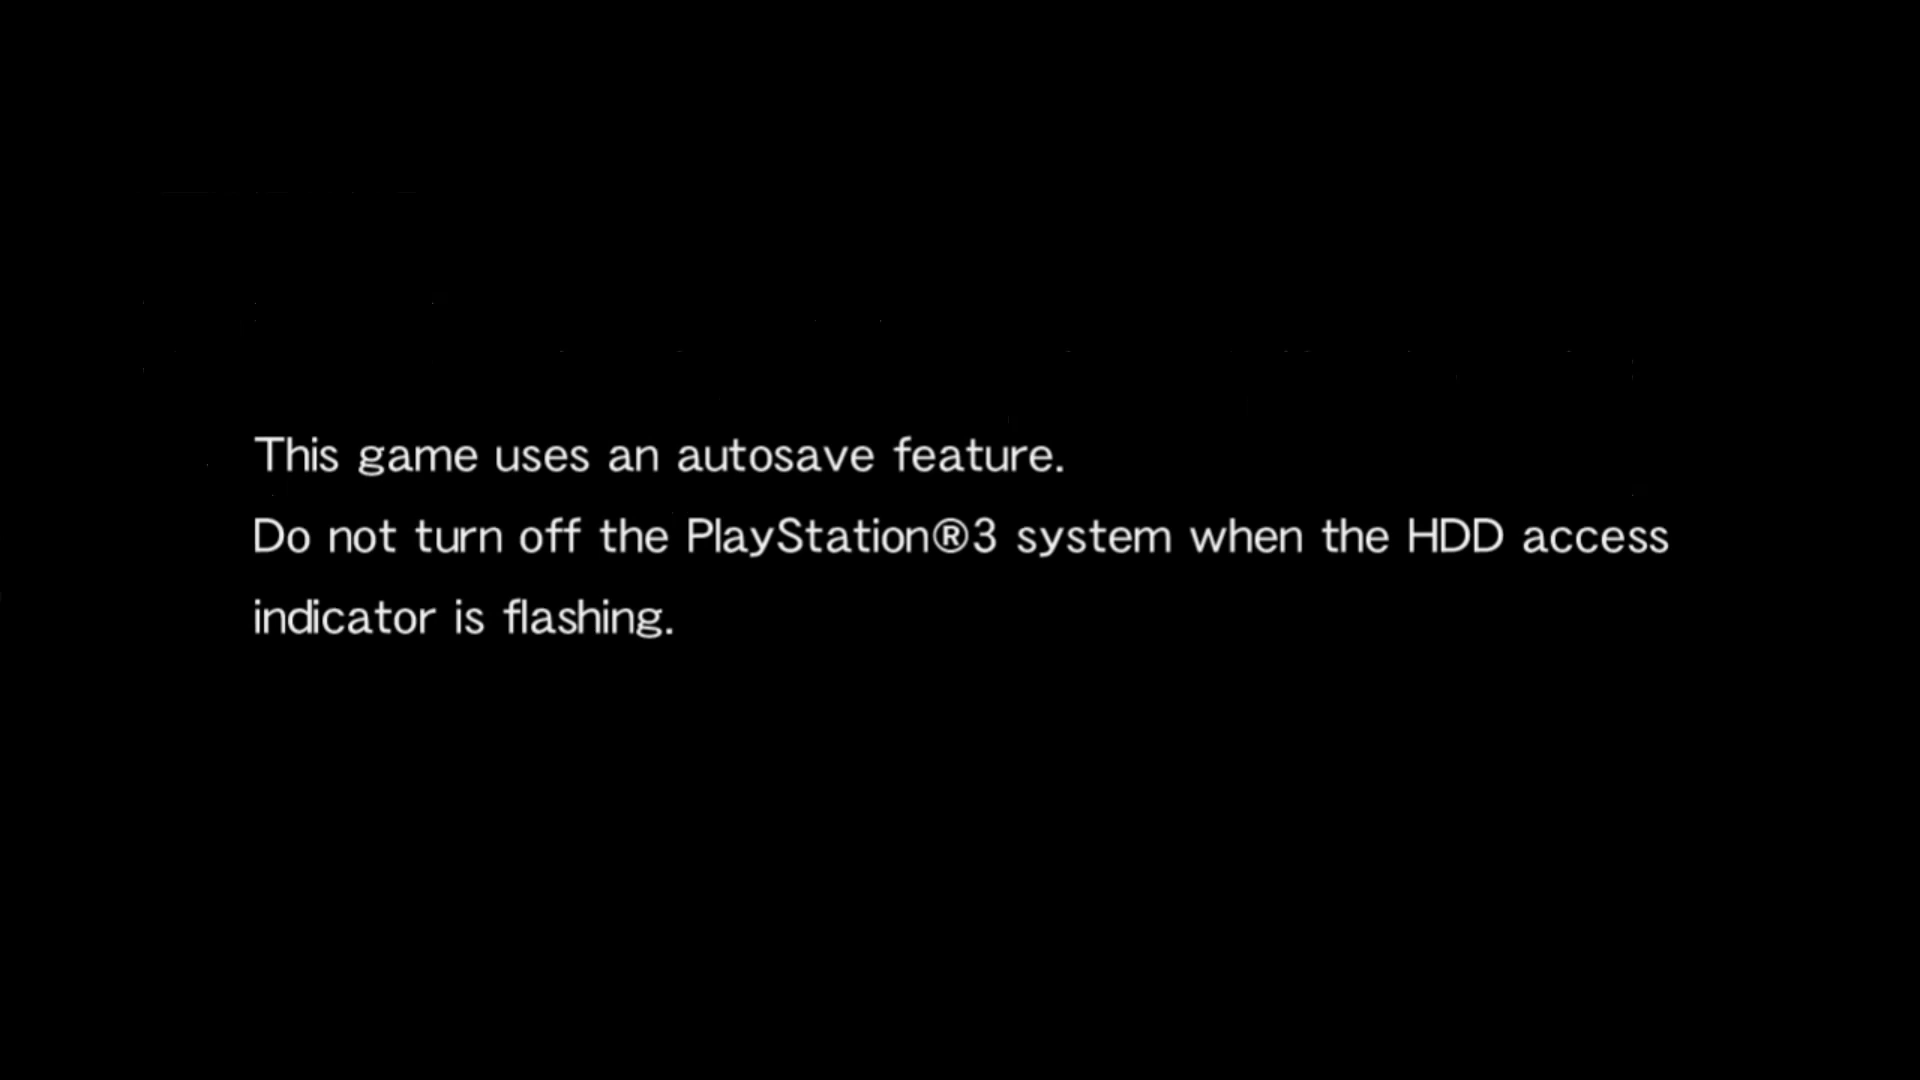 This game uses an autosave feature.
Do not turn off the PlayStation®3 system when the HDD access
indicator is flashing.